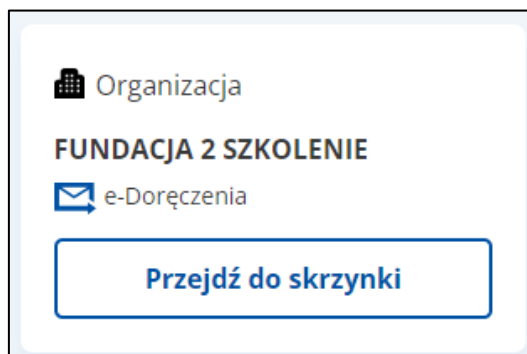 Organizacja
FUNDACJA 2 SZKOLENIE
e-Doręczenia
Przejdź do skrzynki